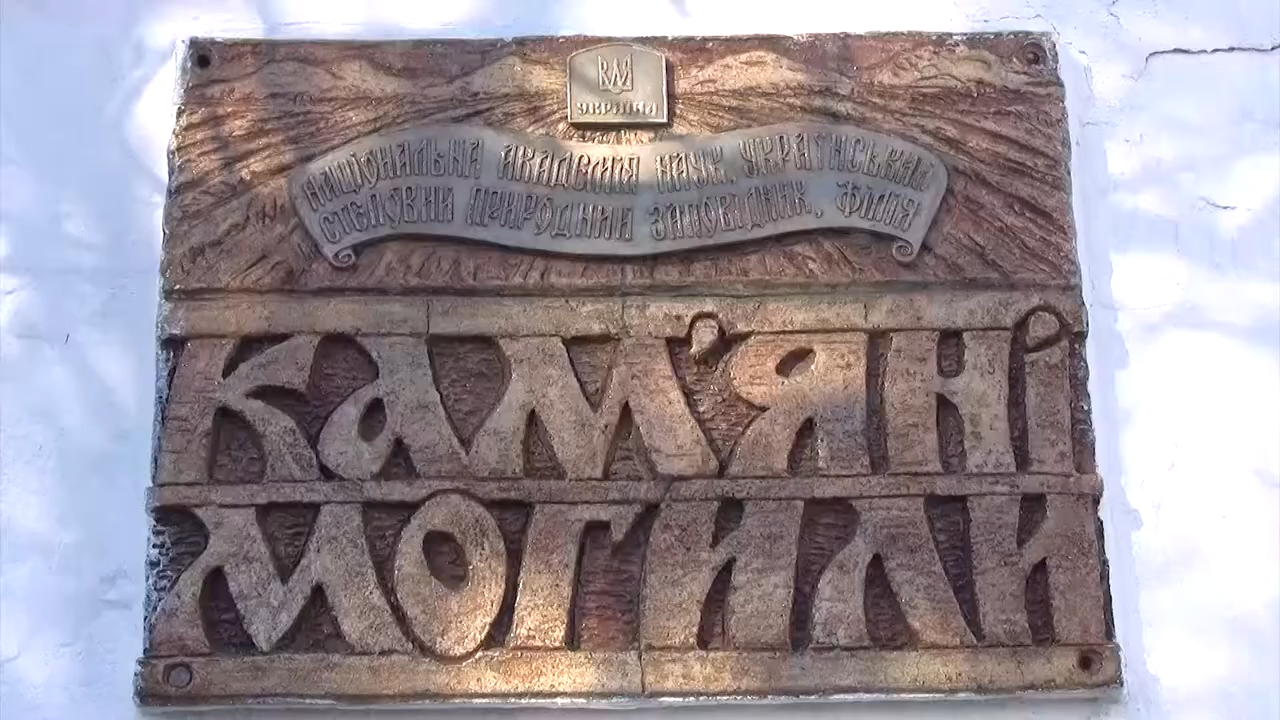 УКРАЇНА
НАЦІОНАЛЬНА АКАДЕМІЯ НАУК, УКРАЇНСЬКИЙ
СТЕПОВИЙ ПРИРОДНИЙ ЗАПОВІДНИК, ФІЛІЯ
КАМ'ЯНІ
МОГИЛИ